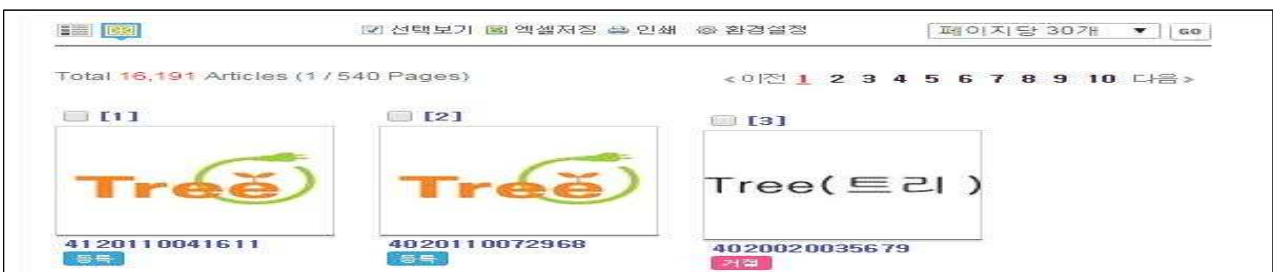 선택보기 엑셀저장 인쇄 환경설정 페이지당 30개 GO
Total 16,191 Articles (1 / 540 Pages) <이전 1 2 3 4 5 6 7 8 9 10 다음>
[1] [2] [3]
Tree Tree Tree(트리)
4120110041611 4020110072968 4020020035679
등록 등록 거절